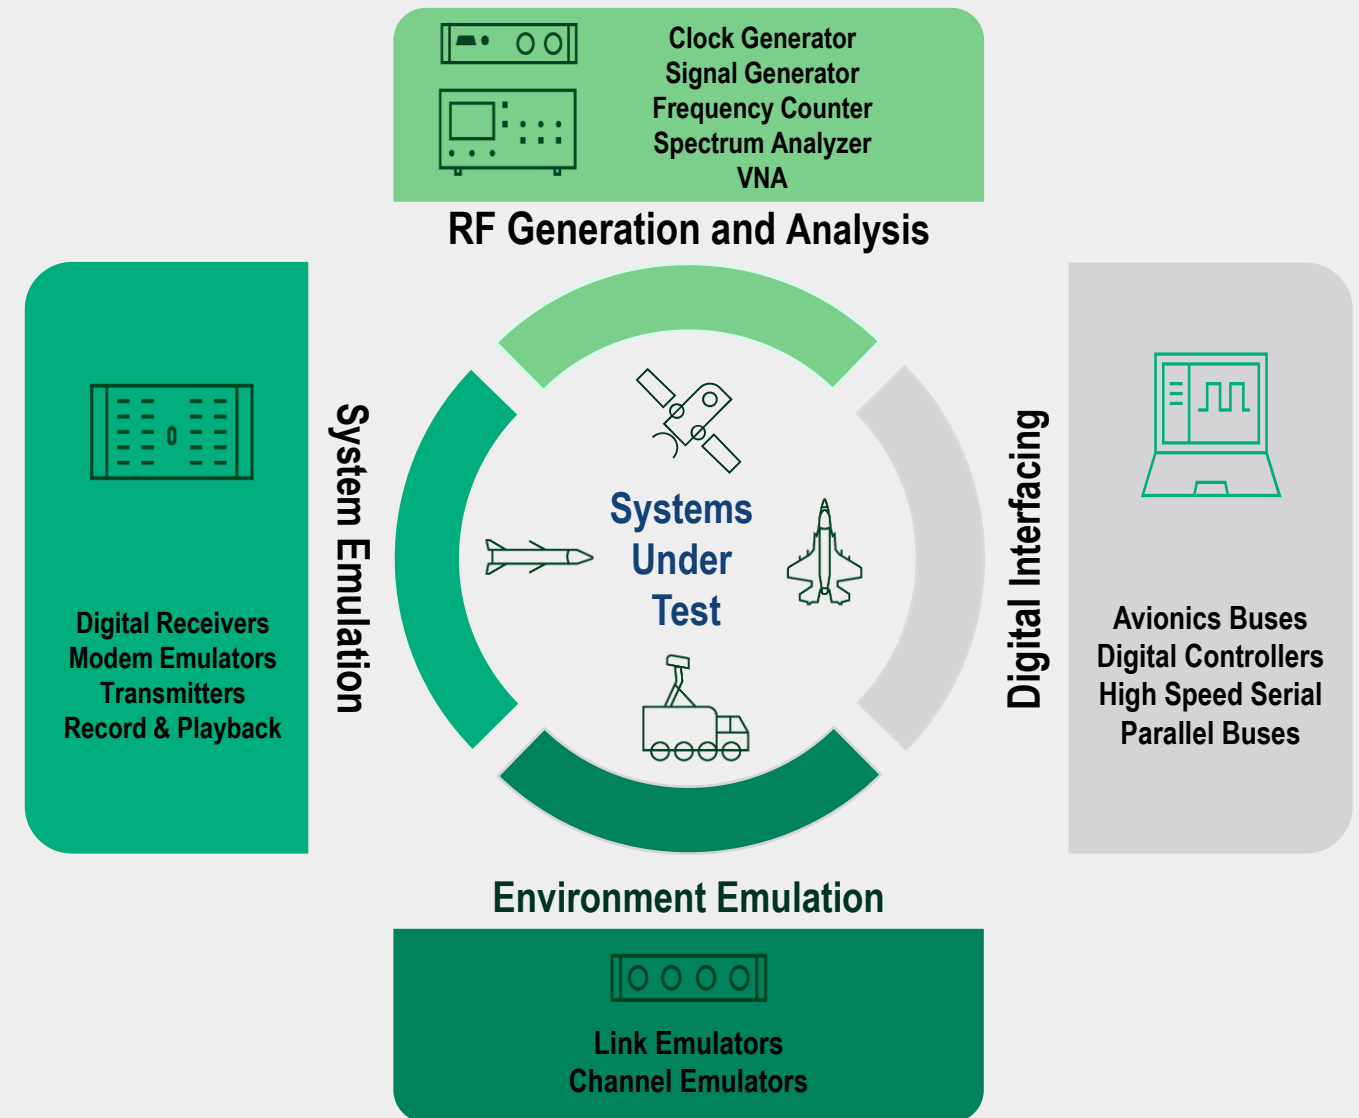 Clock Generator
Signal Generator
Frequency Counter
Spectrum Analyzer
VNA
RF Generation and Analysis
System Emulation
Digital Receivers
Modem Emulators
Transmitters
Record & Playback
Systems
Under
Test
Digital Interfacing
Avionics Buses
Digital Controllers
High Speed Serial
Parallel Buses
Environment Emulation
Link Emulators
Channel Emulators